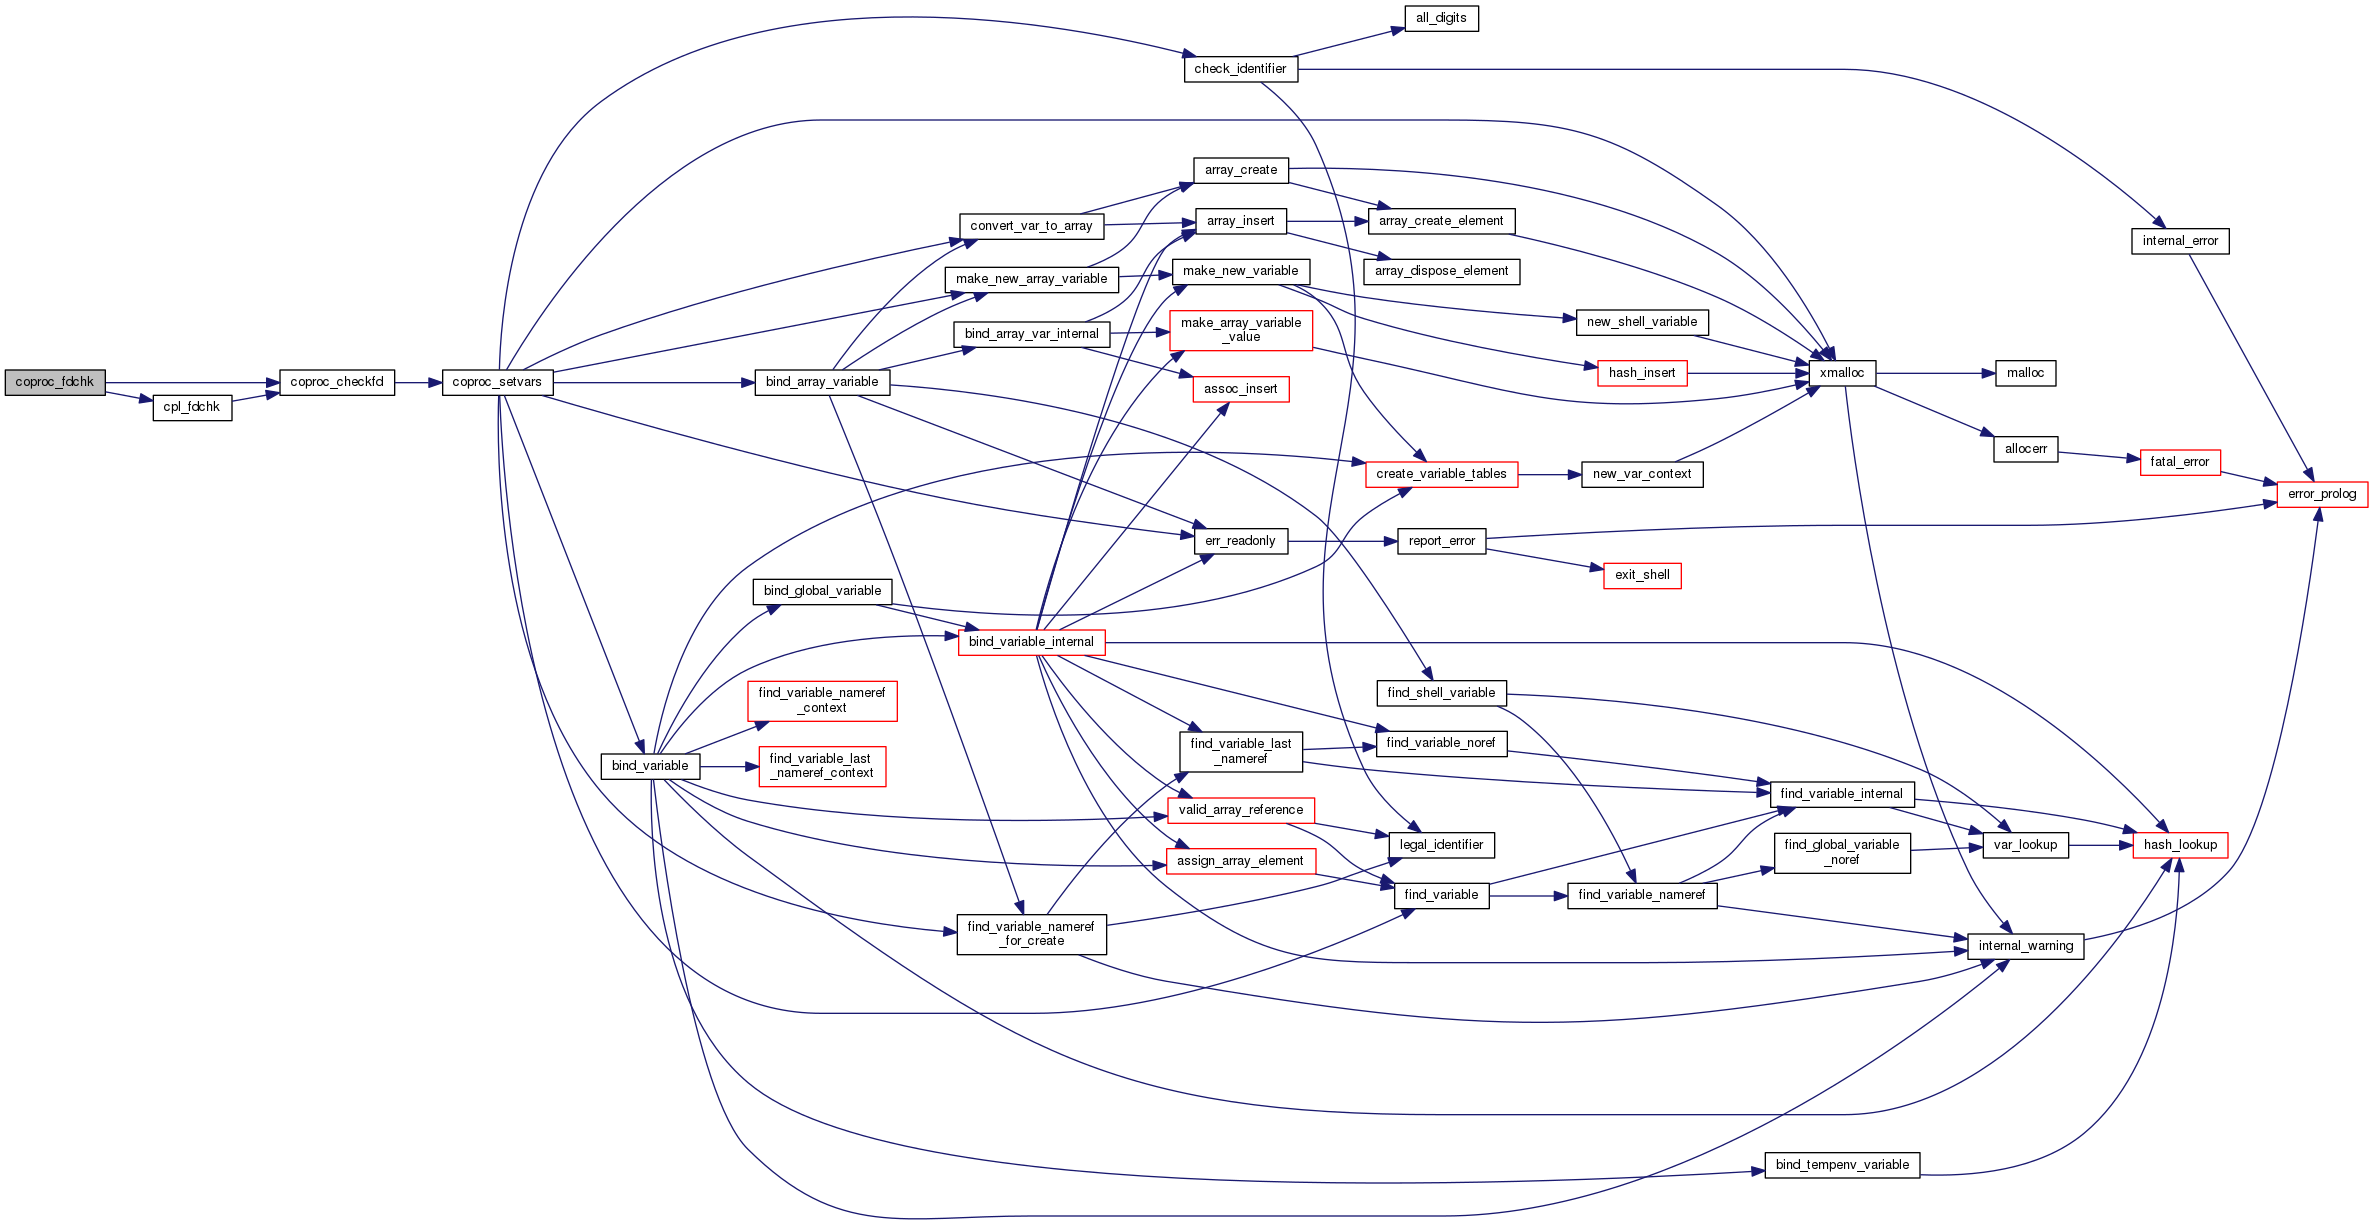 all_digits
check_identifier
array_create
convert_var_to_array
array_insert
array_create_element
internal_error
make_new_array_variable
make_new_variable
array_dispose_element
bind_array_var_internal
make_array_variable
_value
new_shell_variable
coproc_fdchk
coproc_checkfd
coproc_setvars
bind_array_variable
hash_insert
xmalloc
malloc
cpl_fdchk
assoc_insert
allocerr
fatal_error
create_variable_tables
new_var_context
error_prolog
err_readonly
report_error
exit_shell
bind_global_variable
bind_variable_internal
find_variable_nameref
_context
find_shell_variable
find_variable_last
_nameref
find_variable_noref
bind_variable
find_variable_last
_nameref_context
find_variable_internal
valid_array_reference
legal_identifier
find_global_variable
_noref
var_lookup
hash_lookup
assign_array_element
find_variable
find_variable_nameref
find_variable_nameref
_for_create
internal_warning
bind_tempenv_variable